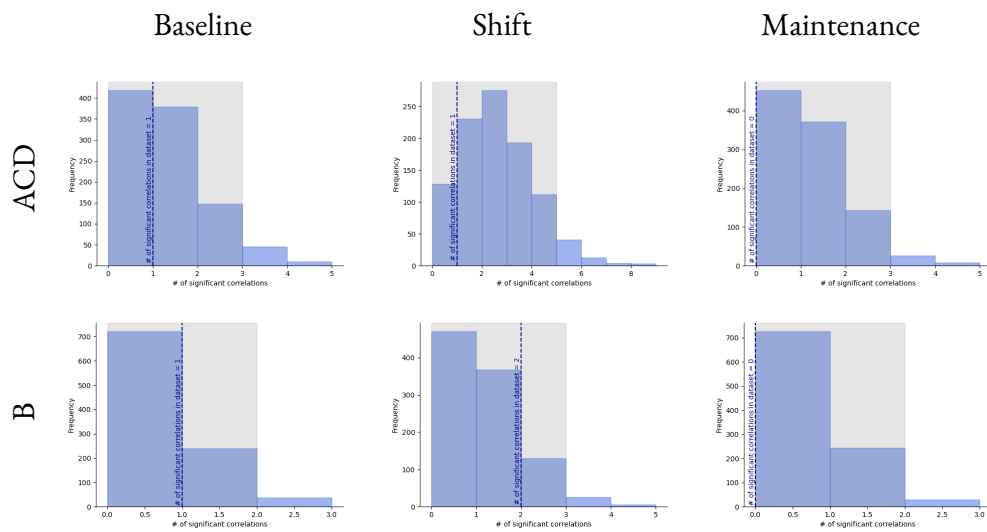 Baseline Shift Maintenance
ACD
Frequency
400
350
300
250
200
150
100
50
0
# of significant correlations in dataset = 1
0 1 2 3 4 5
# of significant correlations
Frequency
250
200
150
100
50
0
# of significant correlations in dataset = 1
0 2 4 6 8
# of significant correlations
Frequency
400
300
200
100
0
# of significant correlations in dataset = 0
0 1 2 3 4 5
# of significant correlations
B
Frequency
700
600
500
400
300
200
100
0
# of significant correlations in dataset = 1
0.0 0.5 1.0 1.5 2.0 2.5 3.0
# of significant correlations
Frequency
400
300
200
100
0
# of significant correlations in dataset = 2
0 1 2 3 4 5
# of significant correlations
Frequency
700
600
500
400
300
200
100
0
# of significant correlations in dataset = 0
0.0 0.5 1.0 1.5 2.0 2.5 3.0
# of significant correlations